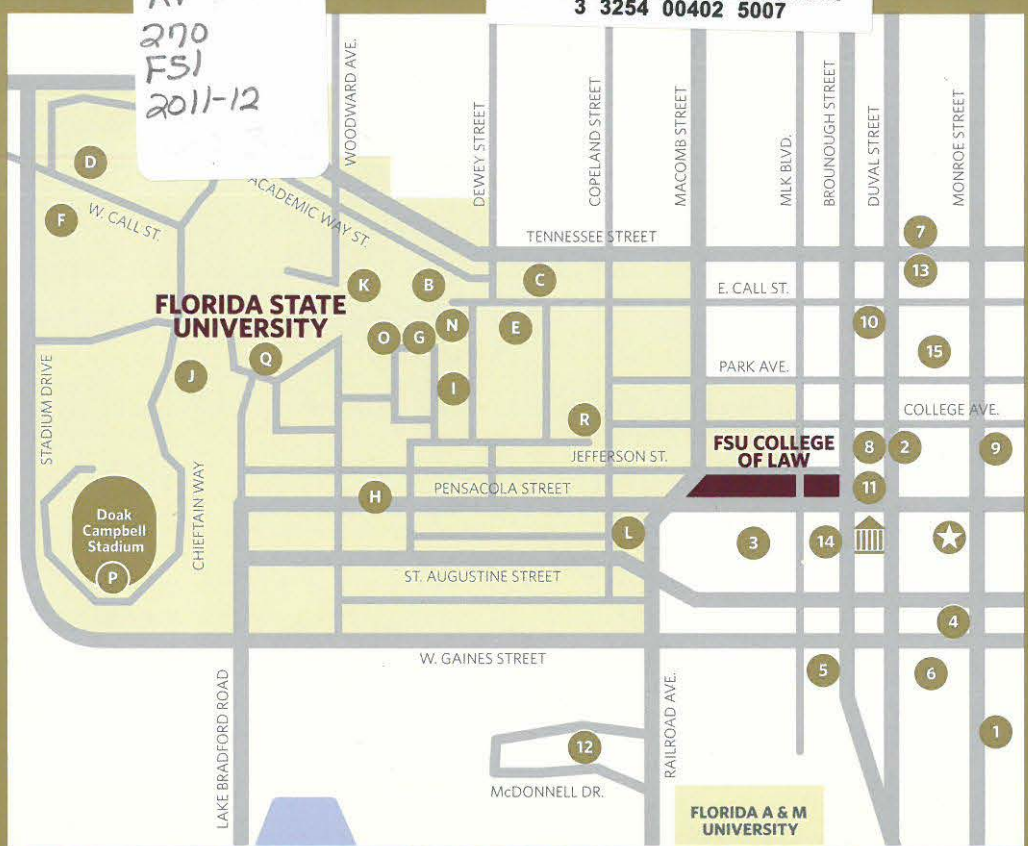 270
FS1
2011-12
3 3254 00402 5007
WOODWARD AVE.
DEWEY STREET
COPELAND STREET
MACOMB STREET
MLK BLVD.
BROUNOUGH STREET
DUVAL STREET
MONROE STREET
D
F
W. CALL ST.
ACADEMIC WAY ST.
TENNESSEE STREET
7
13
K
B
C
E. CALL ST.
FLORIDA STATE
UNIVERSITY
O
G
N
E
10
15
Q
J
I
PARK AVE.
STADIUM DRIVE
COLLEGE AVE.
R
FSU COLLEGE
OF LAW
8
2
9
JEFFERSON ST.
H
PENSACOLA STREET
11
Doak
Campbell
Stadium
P
CHIEFTAIN WAY
L
3
14
ST. AUGUSTINE STREET
4
W. GAINES STREET
5
6
LAKE BRADFORD ROAD
RAILROAD AVE.
1
12
McDONNELL DR.
FLORIDA A & M
UNIVERSITY